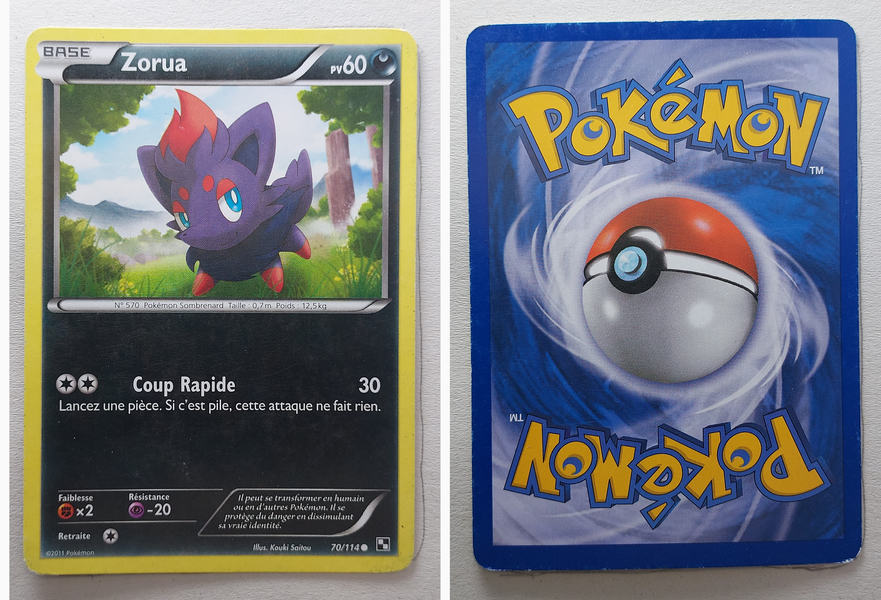 BASE
Zorua
PV60
N° 570 Pokémon Sombrenard Taille : 0,7m Poids : 12,5kg
Coup Rapide 30
Lancez une pièce. Si c'est pile, cette attaque ne fait rien.
Faiblesse
×2
Résistance
-20
Retraite
Il peut se transformer en humain
ou en d'autres Pokémon. Il se
protège du danger en dissimulant
sa vraie identité.
©2011 Pokémon
Illus. Kouki Saitou
70/114
POKéMON
TM
TM
POKéMON